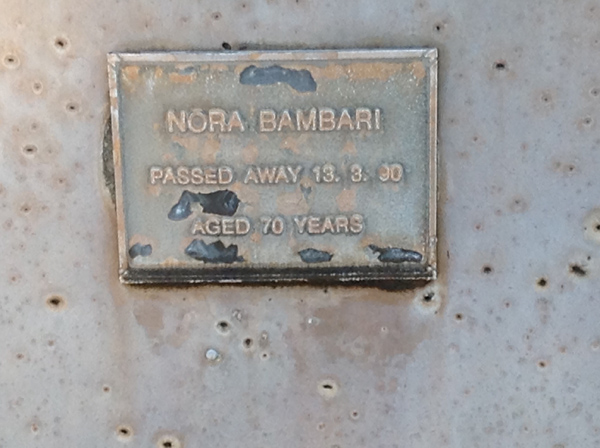 NORA BAMBARI
PASSED AWAY 13. 3. 90
AGED 70 YEARS